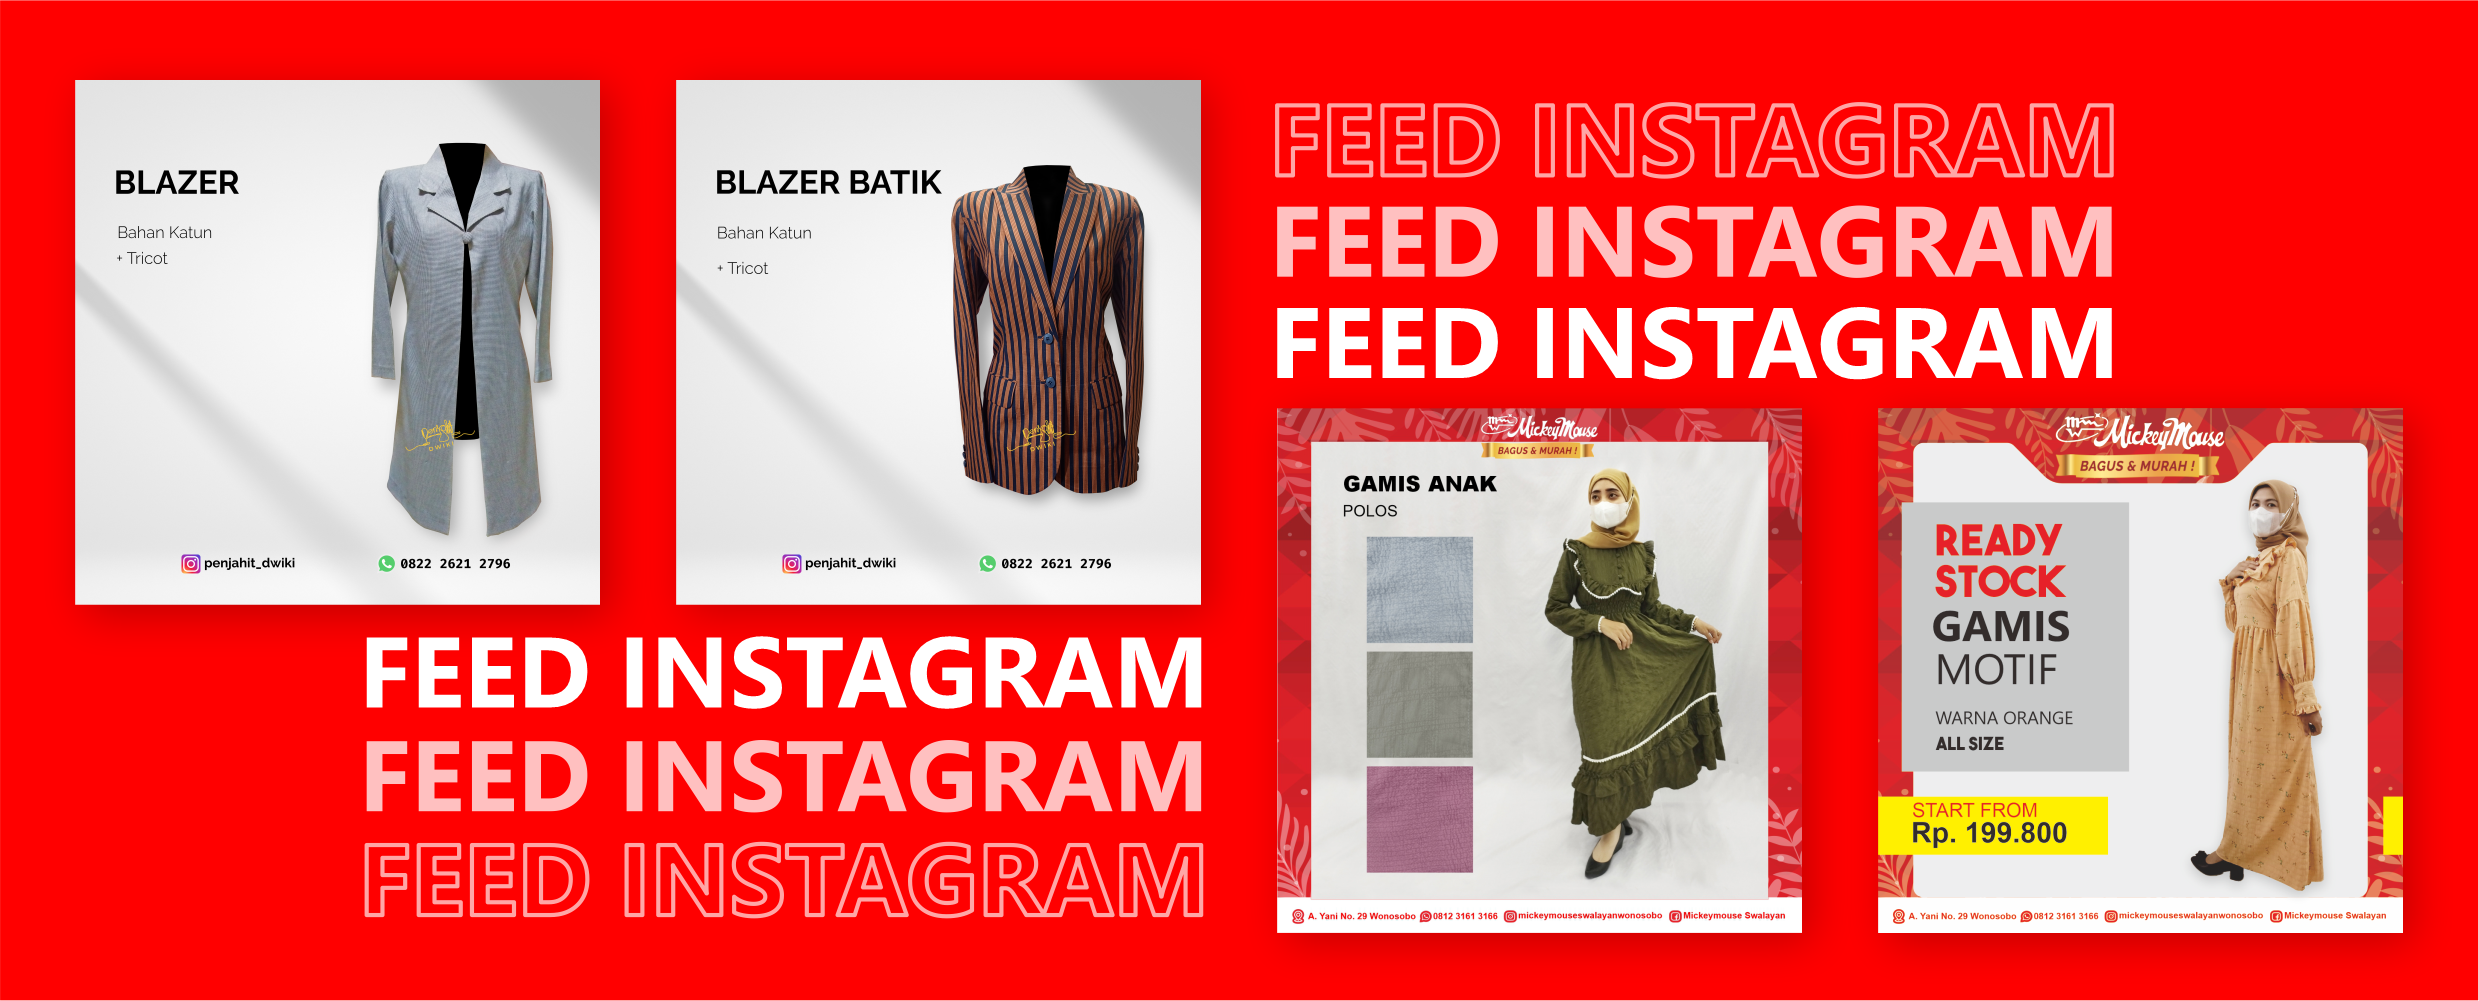 BLAZER
Bahan Katun
+ Tricot
DWIKI
penjahit_dwiki
0822 2621 2796
BLAZER BATIK
Bahan Katun
+ Tricot
DWIKI
penjahit_dwiki
0822 2621 2796
FEED INSTAGRAM
FEED INSTAGRAM
FEED INSTAGRAM
FEED INSTAGRAM
FEED INSTAGRAM
FEED INSTAGRAM
MickeyMouse
BAGUS & MURAH !
GAMIS ANAK
POLOS
A. Yani No. 29 Wonosobo 0812 3161 3166 mickeymouseswalayanwonosobo Mickeymouse Swalayan
MickeyMouse
BAGUS & MURAH !
READY
STOCK
GAMIS
MOTIF
WARNA ORANGE
ALL SIZE
START FROM
Rp. 199.800
A. Yani No. 29 Wonosobo 0812 3161 3166 mickeymouseswalayanwonosobo Mickeymouse Swalayan